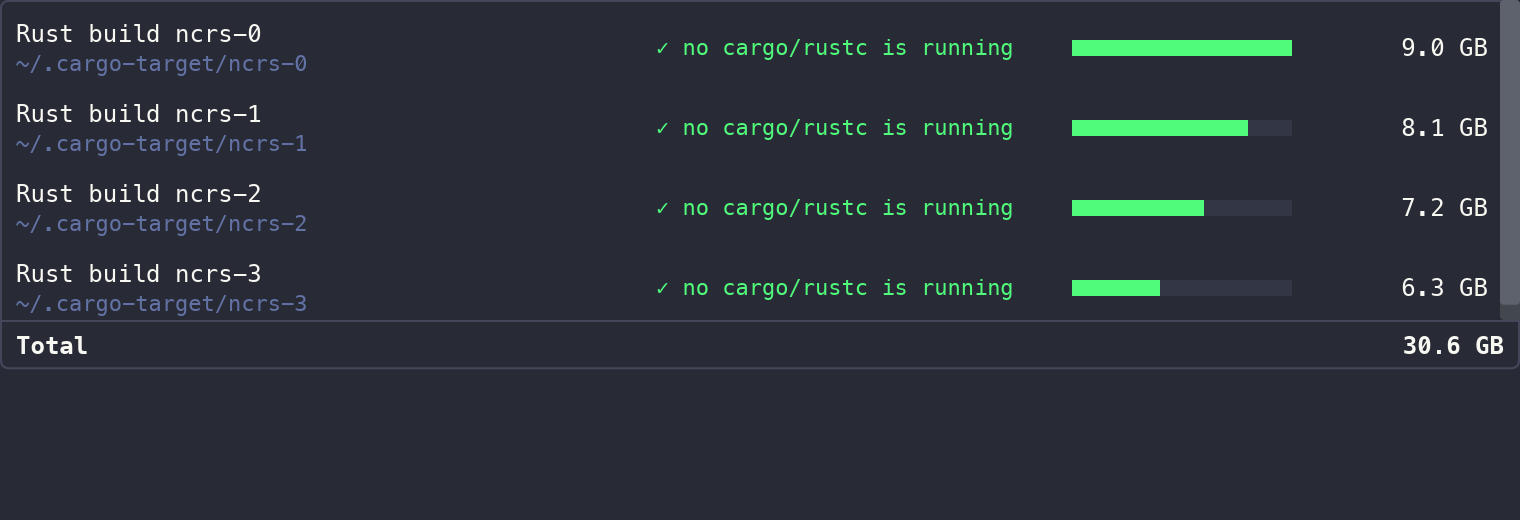 Rust build ncrs-0
~/.cargo-target/ncrs-0
✓ no cargo/rustc is running
9.0 GB
Rust build ncrs-1
~/.cargo-target/ncrs-1
✓ no cargo/rustc is running
8.1 GB
Rust build ncrs-2
~/.cargo-target/ncrs-2
✓ no cargo/rustc is running
7.2 GB
Rust build ncrs-3
~/.cargo-target/ncrs-3
✓ no cargo/rustc is running
6.3 GB
Total
30.6 GB